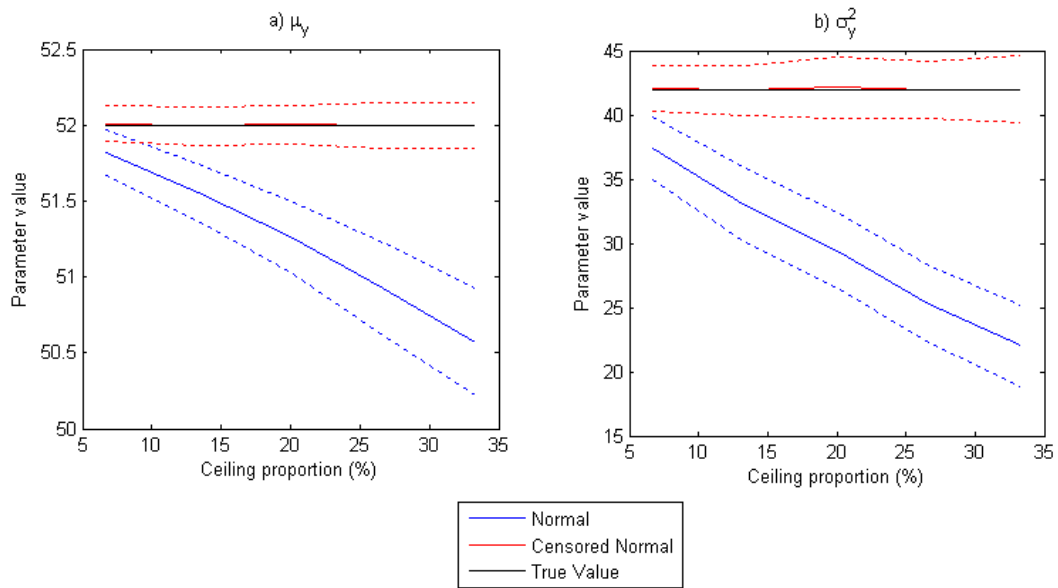 a) μy
52.5
52
51.5
51
50.5
50
Parameter value
5 10 15 20 25 30 35
Ceiling proportion (%)
b) σ²y
45
40
35
30
25
20
15
Parameter value
5 10 15 20 25 30 35
Ceiling proportion (%)
Normal
Censored Normal
True Value